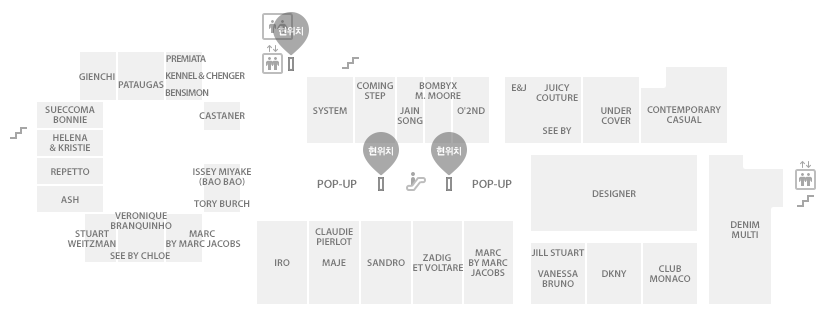 현위치
PREMIATA
GIENCHI
PATAUGAS
KENNEL & CHENGER
BENSIMON
SUECCOMA
BONNIE
CASTANER
HELENA
& KRISTIE
REPETTO
ISSEY MIYAKE
(BAO BAO)
ASH
TORY BURCH
VERONIQUE
BRANQUINHO
STUART
WEITZMAN
MARC
BY MARC JACOBS
SEE BY CHLOE
SYSTEM
COMING
STEP
JAIN
SONG
BOMBYX
M. MOORE
O'2ND
E&J
JUICY
COUTURE
SEE BY
UNDER
COVER
CONTEMPORARY
CASUAL
현위치
현위치
POP-UP
POP-UP
DESIGNER
DENIM
MULTI
IRO
CLAUDIE
PIERLOT
MAJE
SANDRO
ZADIG
ET VOLTARE
MARC
BY MARC
JACOBS
JILL STUART
VANESSA
BRUNO
DKNY
CLUB
MONACO